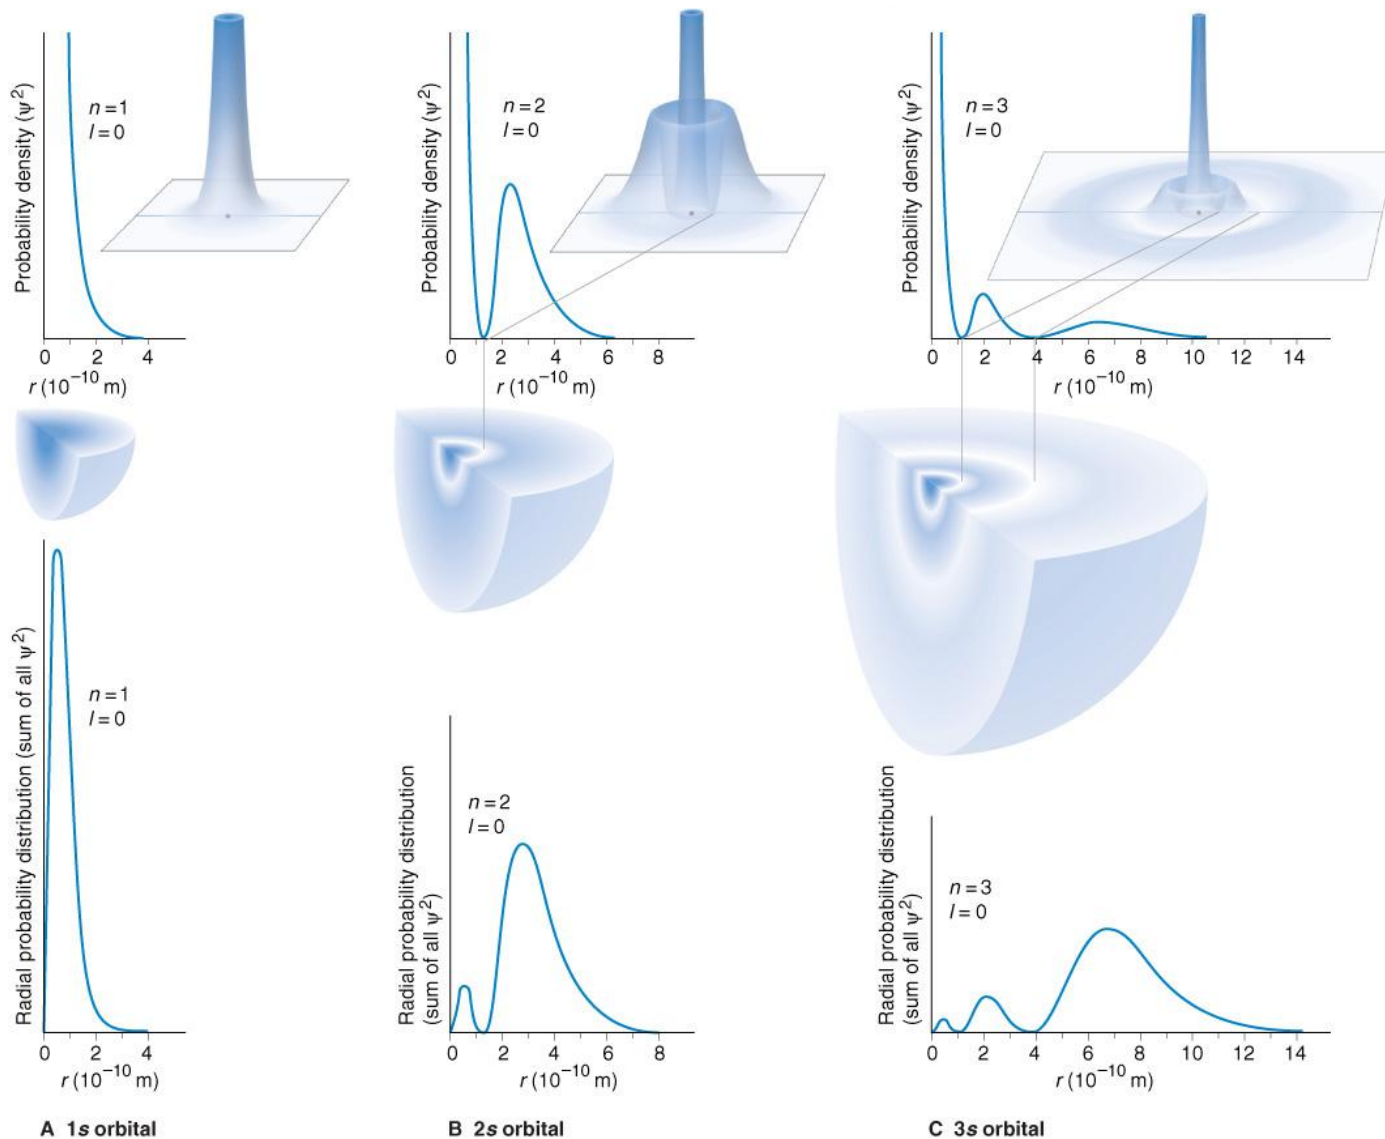 Probability density (ψ²)
n = 1
l = 0
0 2 4
r (10⁻¹⁰ m)
Probability density (ψ²)
n = 2
l = 0
0 2 4 6 8
r (10⁻¹⁰ m)
Probability density (ψ²)
n = 3
l = 0
0 2 4 6 8 10 12 14
r (10⁻¹⁰ m)
Radial probability distribution (sum of all ψ²)
n = 1
l = 0
0 2 4
r (10⁻¹⁰ m)
A 1s orbital
Radial probability distribution
(sum of all ψ²)
n = 2
l = 0
0 2 4 6 8
r (10⁻¹⁰ m)
B 2s orbital
Radial probability distribution
(sum of all ψ²)
n = 3
l = 0
0 2 4 6 8 10 12 14
r (10⁻¹⁰ m)
C 3s orbital